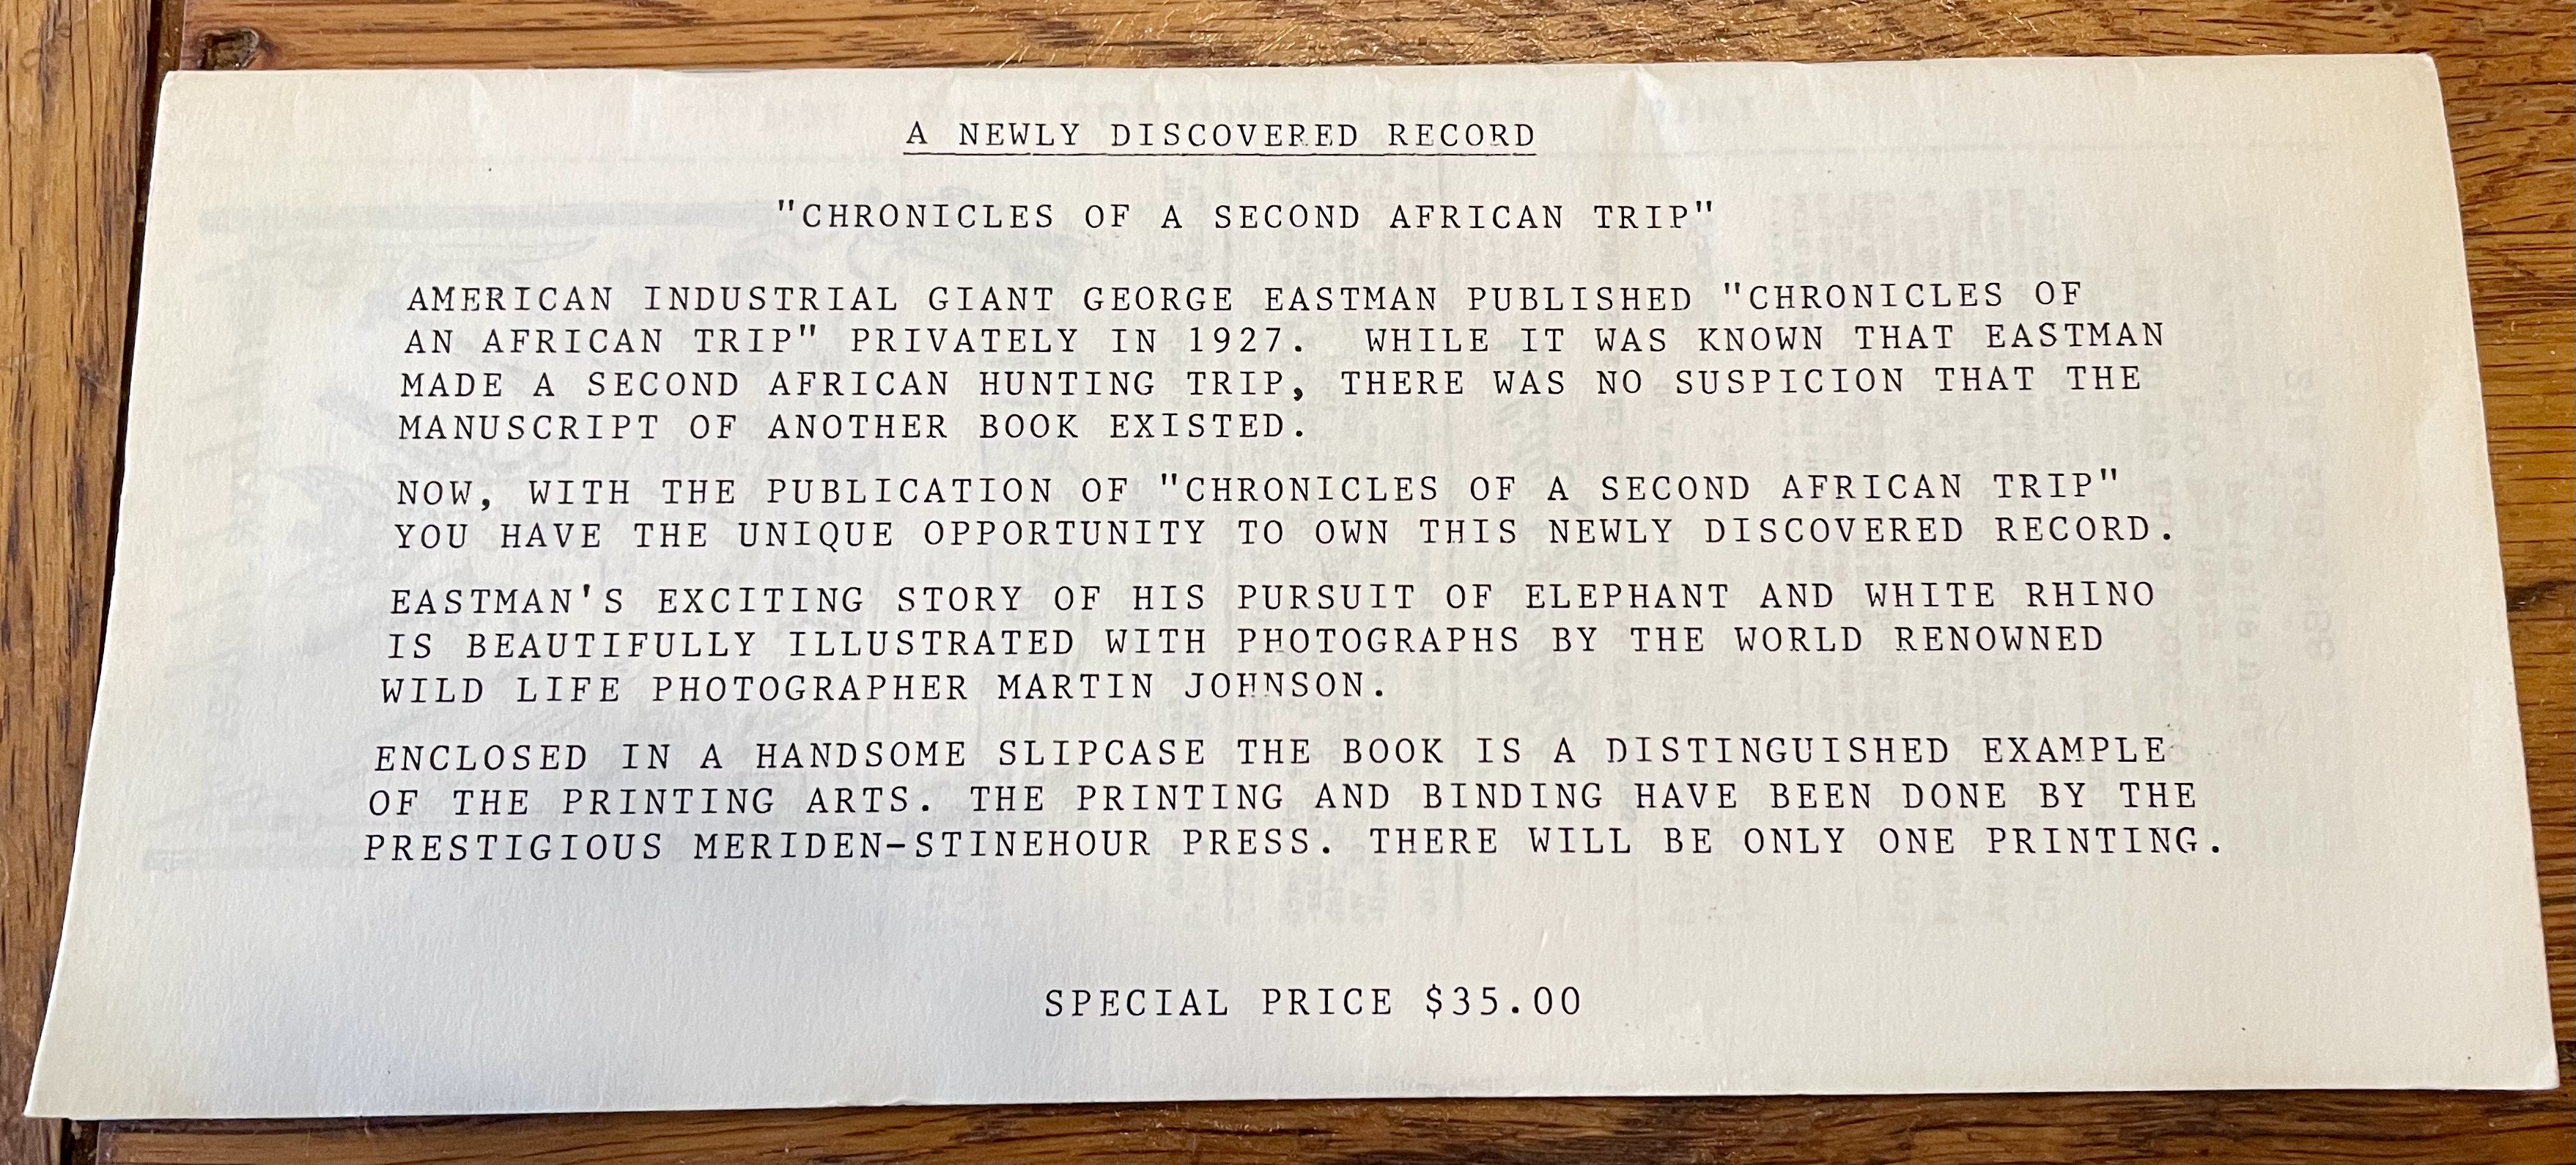 A NEWLY DISCOVERED RECORD
"CHRONICLES OF A SECOND AFRICAN TRIP"
AMERICAN INDUSTRIAL GIANT GEORGE EASTMAN PUBLISHED "CHRONICLES OF
AN AFRICAN TRIP" PRIVATELY IN 1927. WHILE IT WAS KNOWN THAT EASTMAN
MADE A SECOND AFRICAN HUNTING TRIP, THERE WAS NO SUSPICION THAT THE
MANUSCRIPT OF ANOTHER BOOK EXISTED.
NOW, WITH THE PUBLICATION OF "CHRONICLES OF A SECOND AFRICAN TRIP"
YOU HAVE THE UNIQUE OPPORTUNITY TO OWN THIS NEWLY DISCOVERED RECORD.
EASTMAN'S EXCITING STORY OF HIS PURSUIT OF ELEPHANT AND WHITE RHINO
IS BEAUTIFULLY ILLUSTRATED WITH PHOTOGRAPHS BY THE WORLD RENOWNED
WILD LIFE PHOTOGRAPHER MARTIN JOHNSON.
ENCLOSED IN A HANDSOME SLIPCASE THE BOOK IS A DISTINGUISHED EXAMPLE
OF THE PRINTING ARTS. THE PRINTING AND BINDING HAVE BEEN DONE BY THE
PRESTIGIOUS MERIDEN-STINEHOUR PRESS. THERE WILL BE ONLY ONE PRINTING.
SPECIAL PRICE $35.00